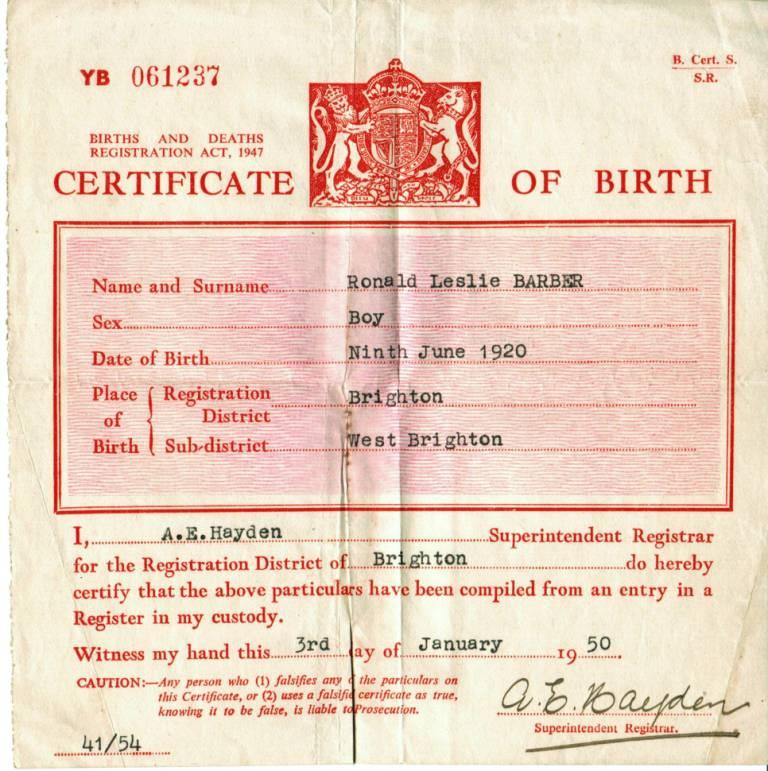 YB 061237
B. Cert. S.
S.R.
BIRTHS AND DEATHS
REGISTRATION ACT, 1947
CERTIFICATE OF BIRTH
Name and Surname Ronald Leslie BARBER
Sex Boy
Date of Birth Ninth June 1920
Place of Birth { Registration District Brighton
Sub-district West Brighton
I, A.E.Hayden Superintendent Registrar
for the Registration District of Brighton do hereby
certify that the above particulars have been compiled from an entry in a
Register in my custody.
Witness my hand this 3rd ay of January 1950.
CAUTION:—Any person who (1) falsifies any of the particulars on
this Certificate, or (2) uses a falsified certificate as true,
knowing it to be false, is liable to Prosecution.
A.E. Hayden
Superintendent Registrar.
41/54